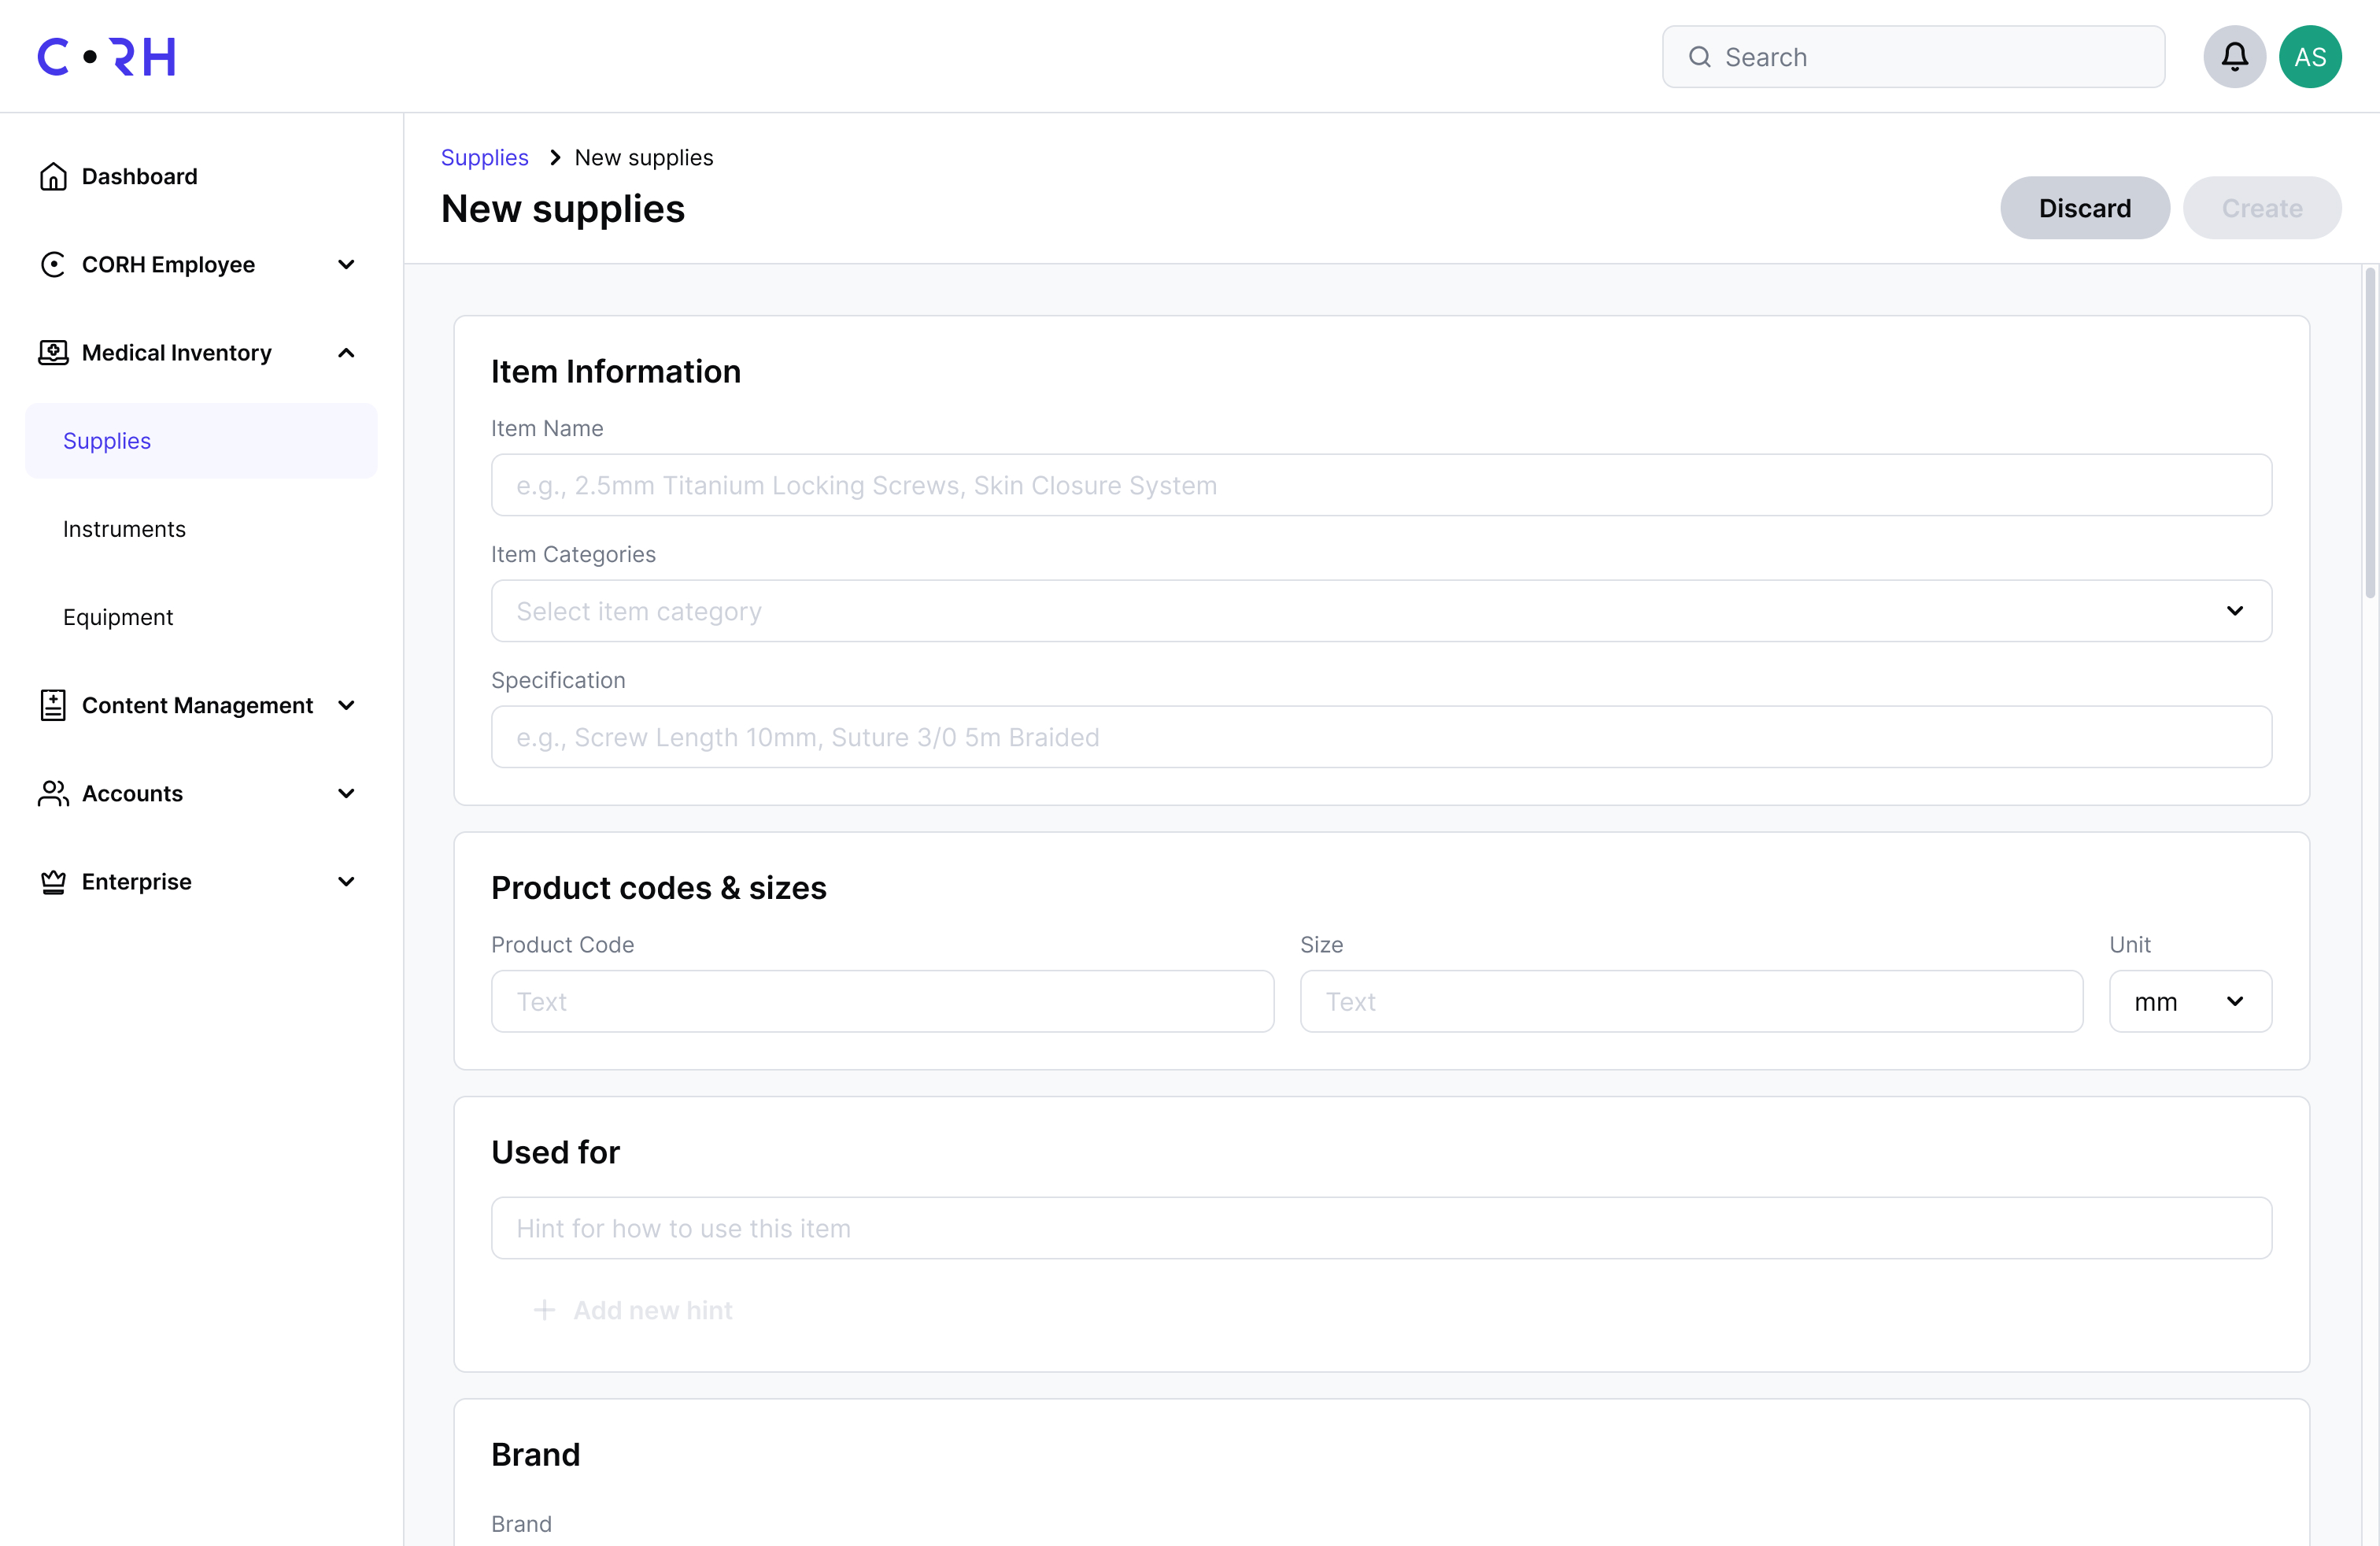 C•RH
Search
AS
Dashboard
CORH Employee
Medical Inventory
Supplies
Instruments
Equipment
Content Management
Accounts
Enterprise
Supplies > New supplies
New supplies
Discard
Create
Item Information
Item Name
e.g., 2.5mm Titanium Locking Screws, Skin Closure System
Item Categories
Select item category
Specification
e.g., Screw Length 10mm, Suture 3/0 5m Braided
Product codes & sizes
Product Code
Size
Unit
Text
Text
mm
Used for
Hint for how to use this item
+ Add new hint
Brand
Brand